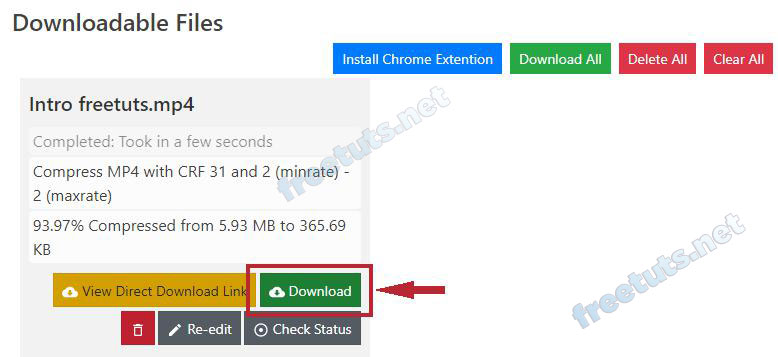 Downloadable Files
Install Chrome Extention
Download All
Delete All
Clear All
Intro freetuts.mp4
Completed: Took in a few seconds
Compress MP4 with CRF 31 and 2 (minrate) -
2 (maxrate)
93.97% Compressed from 5.93 MB to 365.69
KB
View Direct Download Link
Download
Re-edit
Check Status
freetuts.net
freetuts.net